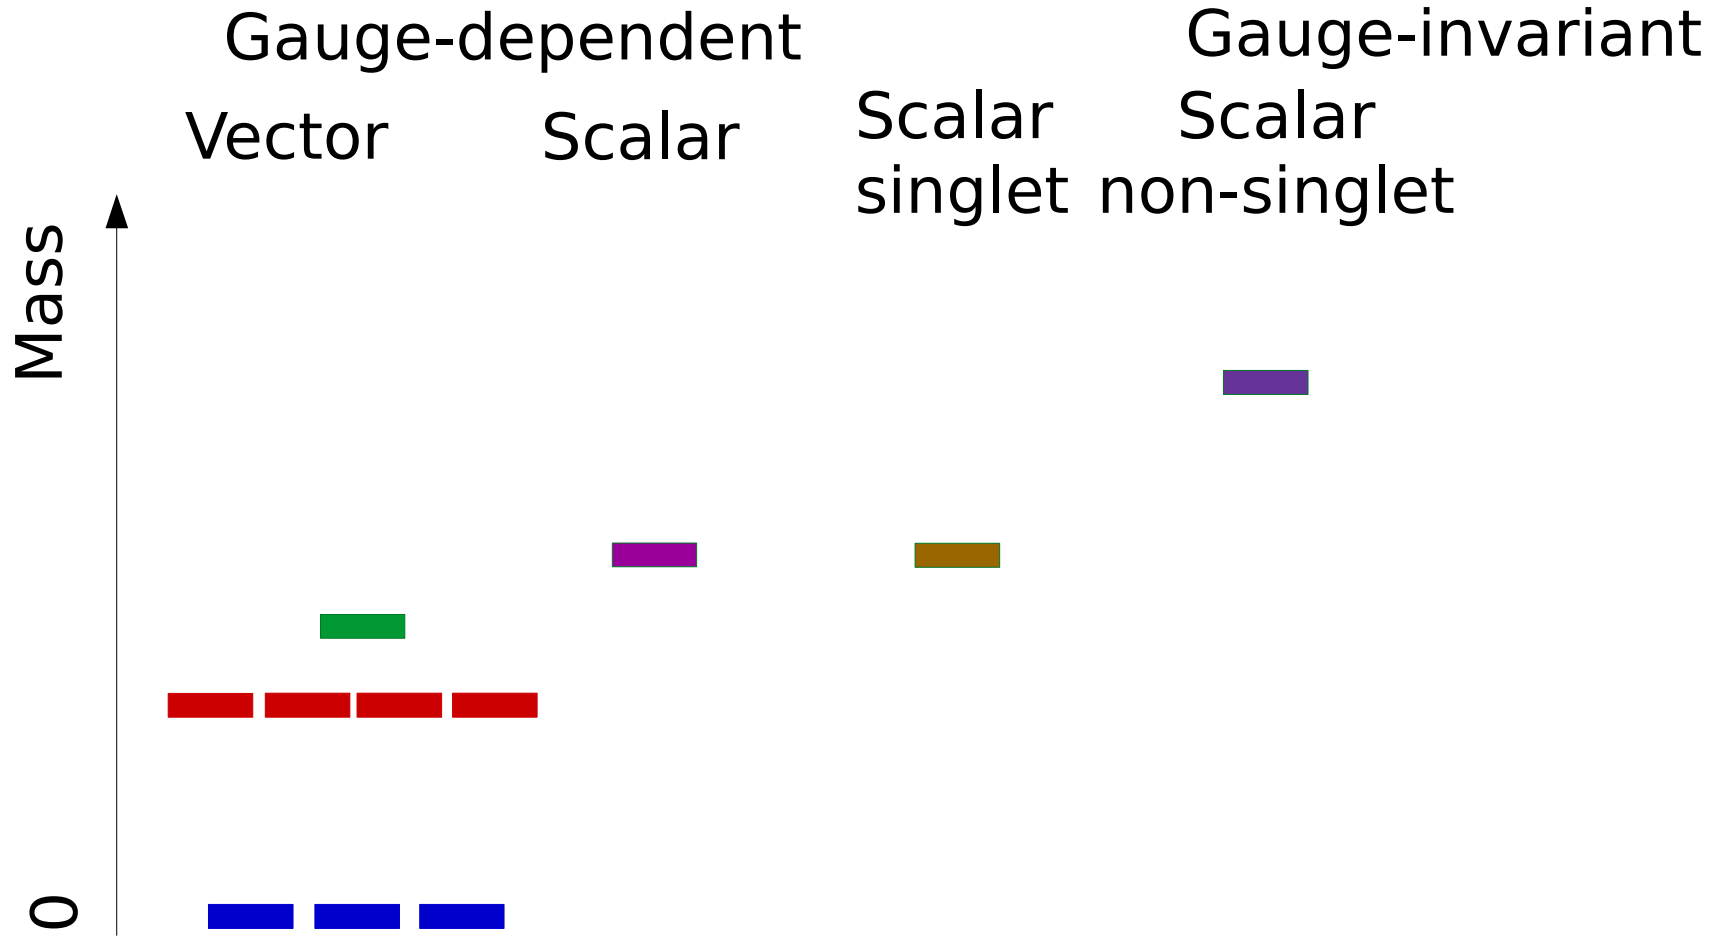 Gauge-dependent
Gauge-invariant
Vector
Scalar
Scalar
singlet
Scalar
non-singlet
Mass
0